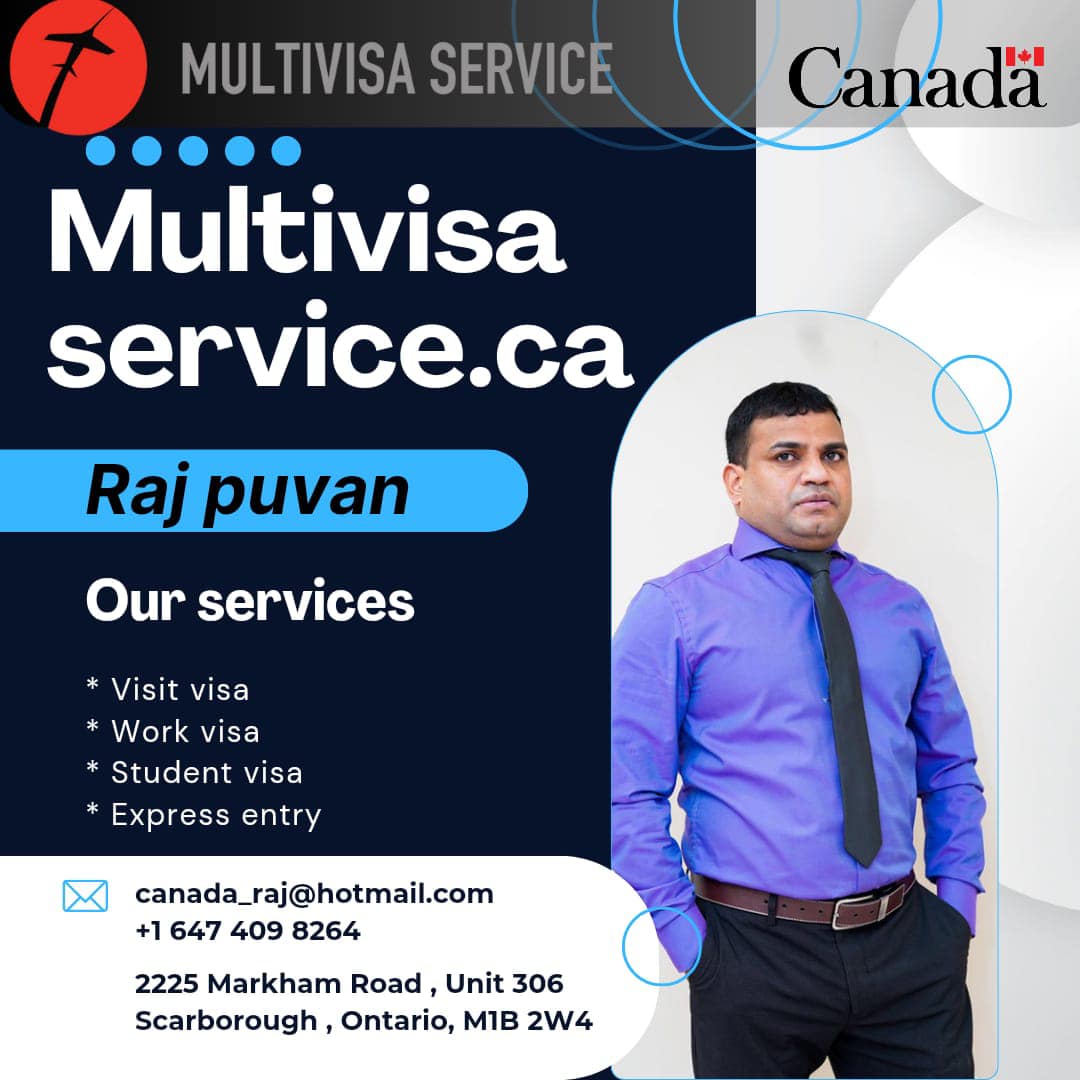 MULTIVISA SERVICE
Canada
Multivisa
service.ca
Raj puvan
Our services
* Visit visa
* Work visa
* Student visa
* Express entry
canada_raj@hotmail.com
+1 647 409 8264
2225 Markham Road , Unit 306
Scarborough , Ontario, M1B 2W4